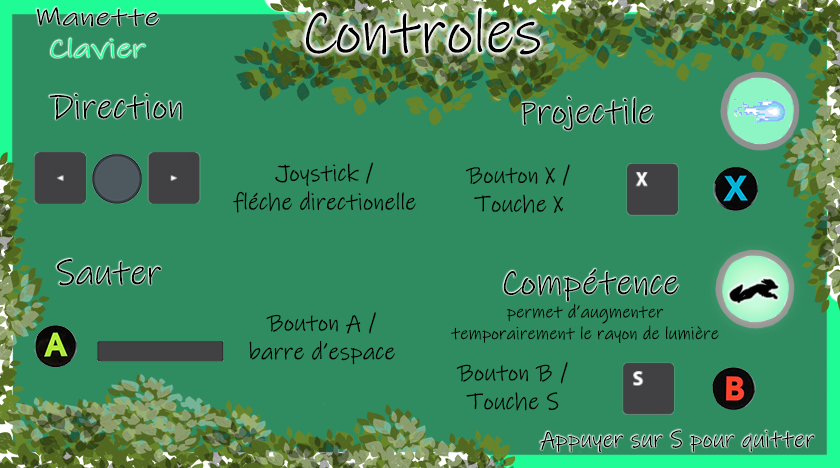 Manette
Clavier
Controles
Direction
Joystick /
fléche directionelle
Projectile
Bouton X /
Touche X
X
X
Sauter
A
Bouton A /
barre d'espace
Compétence
permet d'augmenter
temporairement le rayon de lumière
Bouton B /
Touche S
S
B
Appuyer sur S pour quitter